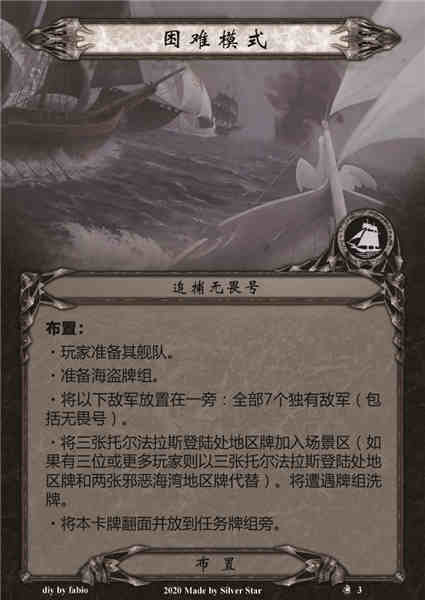 困难模式
追捕无畏号
布置：
·玩家准备其舰队。
·准备海盗牌组。
·将以下敌军放置在一旁：全部7个独有敌军（包
括无畏号）。
·将三张托尔法拉斯登陆处地区牌加入场景区（如
果有三位或更多玩家则以三张托尔法拉斯登陆处地
区牌和两张邪恶海湾地区牌代替）。将遭遇牌组洗
牌。
·将本卡牌翻面并放到任务牌组旁。
布置
diy by fabio 2020 Made by Silver Star 3